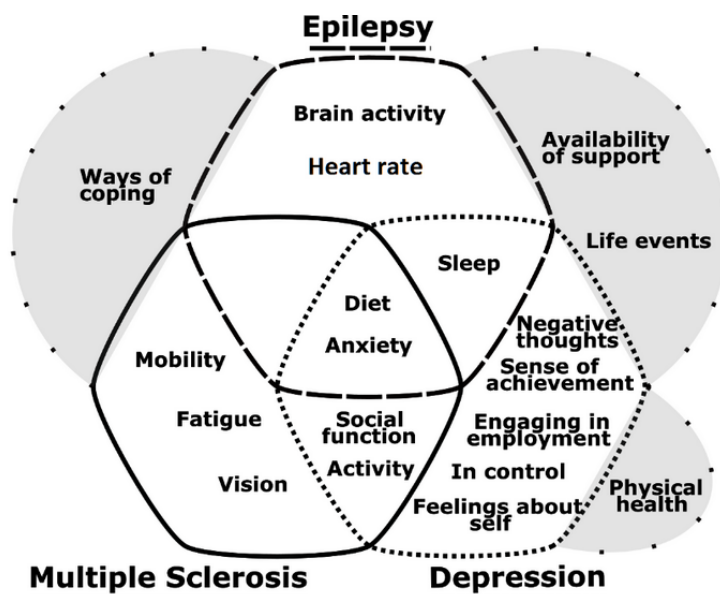 Epilepsy
Brain activity
Heart rate
Ways of
coping
Availability
of support
Life events
Sleep
Diet
Anxiety
Negative
thoughts
Sense of
achievement
Mobility
Fatigue
Vision
Social
function
Activity
Engaging in
employment
In control
Feelings about
self
Physical
health
Multiple Sclerosis
Depression